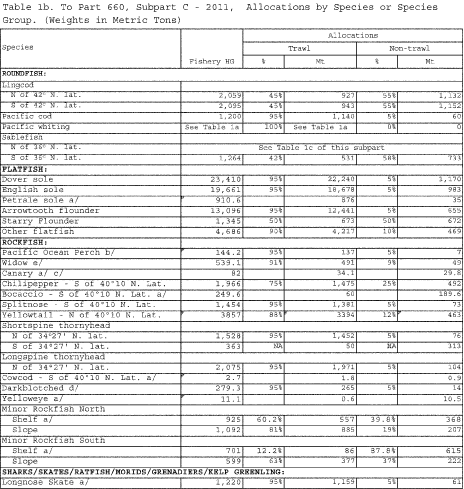 Table 1b. To Part 660, Subpart C - 2011, Allocations by Species or Species
Group. (Weights in Metric Tons)
Allocations
Species Trawl Non-trawl
Fishery HG % Mt % Mt
ROUNDFISH:
Lingcod
N of 42° N. lat. 2,059 45% 927 55% 1,132
S of 42° N. lat. 2,095 45% 943 55% 1,152
Pacific cod 1,200 95% 1,140 5% 60
Pacific whiting See Table 1a 100% See Table 1a 0% 0
Sablefish
N of 36° N. lat. See Table 1c of this subpart
S of 36° N. lat. 1,264 42% 531 58% 733
FLATFISH:
Dover sole 23,410 95% 22,240 5% 1,170
English sole 19,661 95% 18,678 5% 983
Petrale sole a/ 910.6 876 35
Arrowtooth flounder 13,096 95% 12,441 5% 655
Starry Flounder 1,345 50% 673 50% 672
Other flatfish 4,686 90% 4,217 10% 469
ROCKFISH:
Pacific Ocean Perch b/ 144.2 95% 137 5% 7
Widow e/ 539.1 91% 491 9% 49
Canary a/ c/ 82 34.1 29.8
Chilipepper - S of 40°10 N. Lat. 1,966 75% 1,475 25% 492
Bocaccio - S of 40°10 N. Lat. a/ 249.6 60 189.6
Splitnose - S of 40°10 N. Lat. 1,454 95% 1,381 5% 73
Yellowtail - N of 40°10 N. Lat. 3857 88% 3394 12% 463
Shortspine thornyhead
N of 34°27' N. lat. 1,528 95% 1,452 5% 76
S of 34°27' N. lat. 363 NA 50 NA 313
Longspine thornyhead
N of 34°27' N. lat. 2,075 95% 1,971 5% 104
Cowcod - S of 40°10 N. Lat. a/ 2.7 1.8 0.9
Darkblotched d/ 279.3 95% 265 5% 14
Yelloweye a/ 11.1 0.6 10.5
Minor Rockfish North
Shelf a/ 925 60.2% 557 39.8% 368
Slope 1,092 81% 885 19% 207
Minor Rockfish South
Shelf a/ 701 12.2% 86 87.8% 615
Slope 599 63% 377 37% 222
SHARKS/SKATES/RATFISH/MORIDS/GRENADIERS/KELP GREENLING:
Longnose Skate a/ 1,220 95% 1,159 5% 61